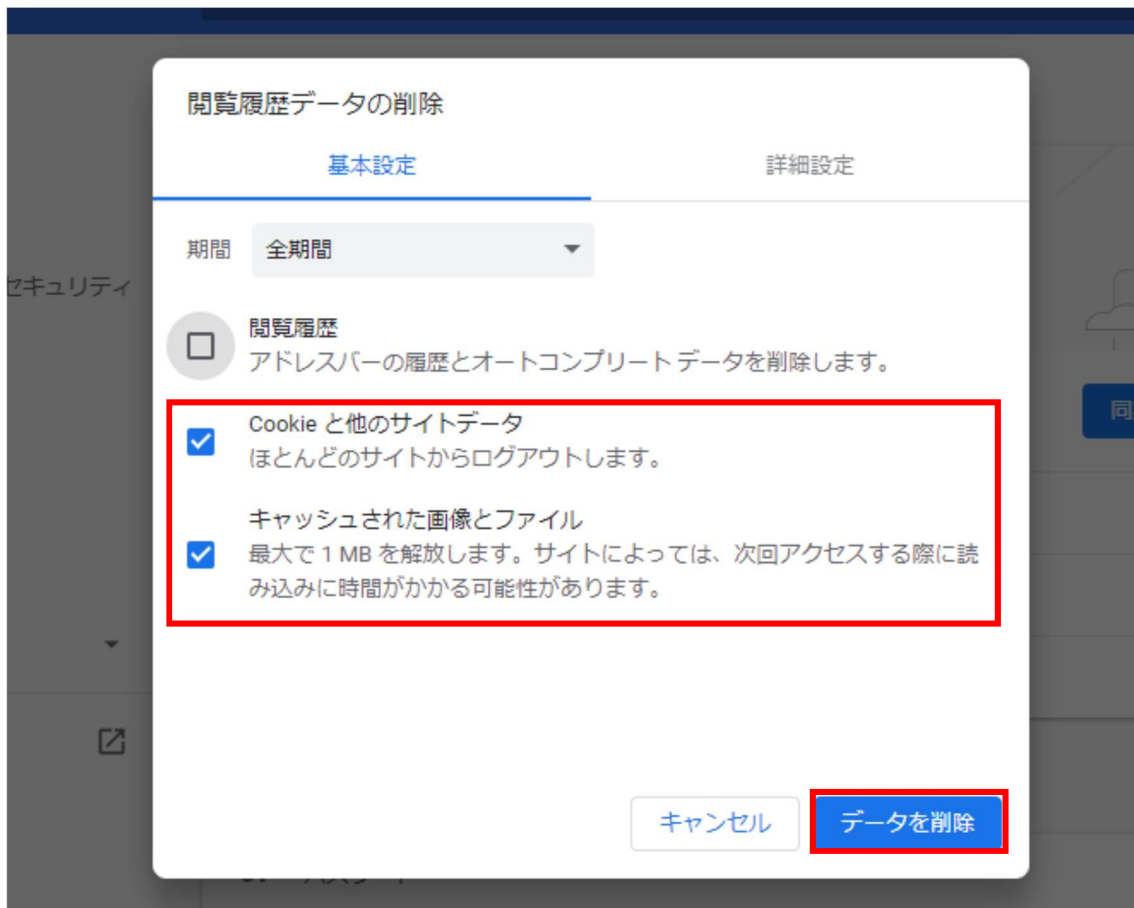 閲覧履歴データの削除
基本設定
詳細設定
期間
全期間
セキュリティ
閲覧履歴
アドレスバーの履歴とオートコンプリート データを削除します。
Cookie と他のサイトデータ
ほとんどのサイトからログアウトします。
キャッシュされた画像とファイル
最大で 1 MB を解放します。サイトによっては、次回アクセスする際に読
み込みに時間がかかる可能性があります。
キャンセル
データを削除